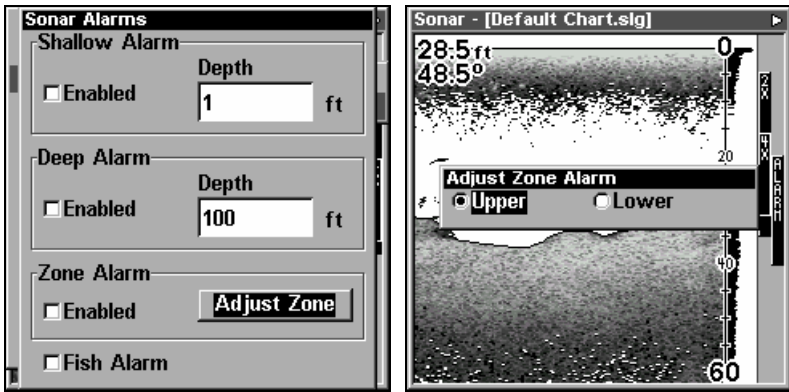 Sonar Alarms
Shallow Alarm
Depth
Enabled
1 ft
Deep Alarm
Depth
Enabled
100 ft
Zone Alarm
Enabled
Adjust Zone
Fish Alarm
Sonar - [Default Chart.slg]
28.5 ft
48.5º
0
2X
20
4X
ALARM
Adjust Zone Alarm
Upper
Lower
40
60